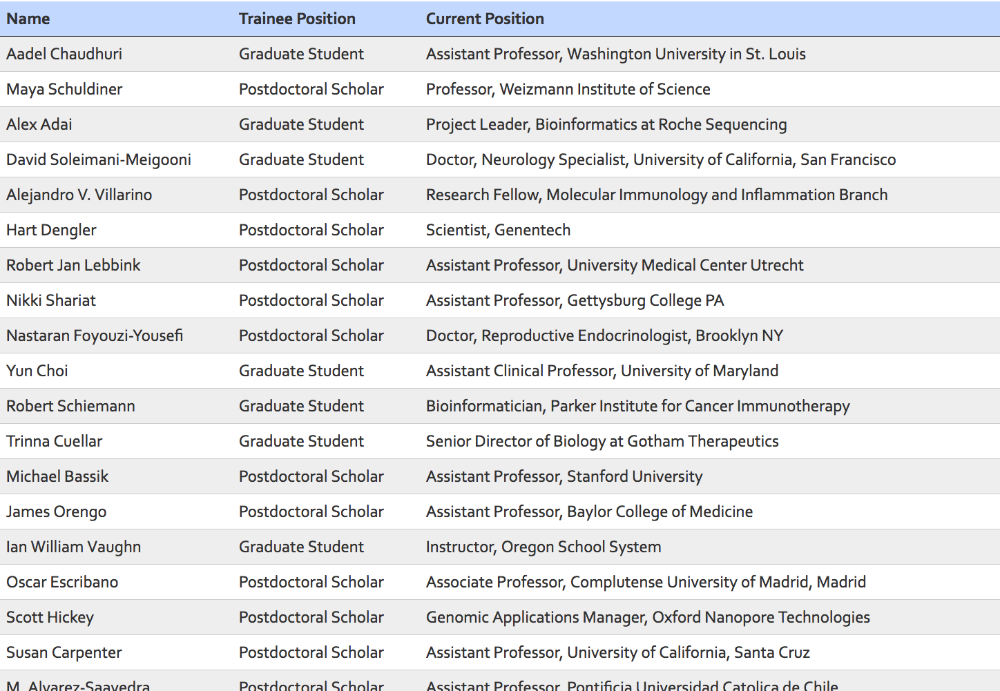 Name Trainee Position Current Position
Aadel Chaudhuri Graduate Student Assistant Professor, Washington University in St. Louis
Maya Schuldiner Postdoctoral Scholar Professor, Weizmann Institute of Science
Alex Adai Graduate Student Project Leader, Bioinformatics at Roche Sequencing
David Soleimani-Meigooni Graduate Student Doctor, Neurology Specialist, University of California, San Francisco
Alejandro V. Villarino Postdoctoral Scholar Research Fellow, Molecular Immunology and Inflammation Branch
Hart Dengler Postdoctoral Scholar Scientist, Genentech
Robert Jan Lebbink Postdoctoral Scholar Assistant Professor, University Medical Center Utrecht
Nikki Shariat Postdoctoral Scholar Assistant Professor, Gettysburg College PA
Nastaran Foyouzi-Yousefi Postdoctoral Scholar Doctor, Reproductive Endocrinologist, Brooklyn NY
Yun Choi Graduate Student Assistant Clinical Professor, University of Maryland
Robert Schiemann Graduate Student Bioinformatician, Parker Institute for Cancer Immunotherapy
Trinna Cuellar Graduate Student Senior Director of Biology at Gotham Therapeutics
Michael Bassik Postdoctoral Scholar Assistant Professor, Stanford University
James Orengo Postdoctoral Scholar Assistant Professor, Baylor College of Medicine
Ian William Vaughn Graduate Student Instructor, Oregon School System
Oscar Escribano Postdoctoral Scholar Associate Professor, Complutense University of Madrid, Madrid
Scott Hickey Postdoctoral Scholar Genomic Applications Manager, Oxford Nanopore Technologies
Susan Carpenter Postdoctoral Scholar Assistant Professor, University of California, Santa Cruz
M. Alvarez-Saavedra Postdoctoral Scholar Assistant Professor, Pontificia Universidad Catolica de Chile